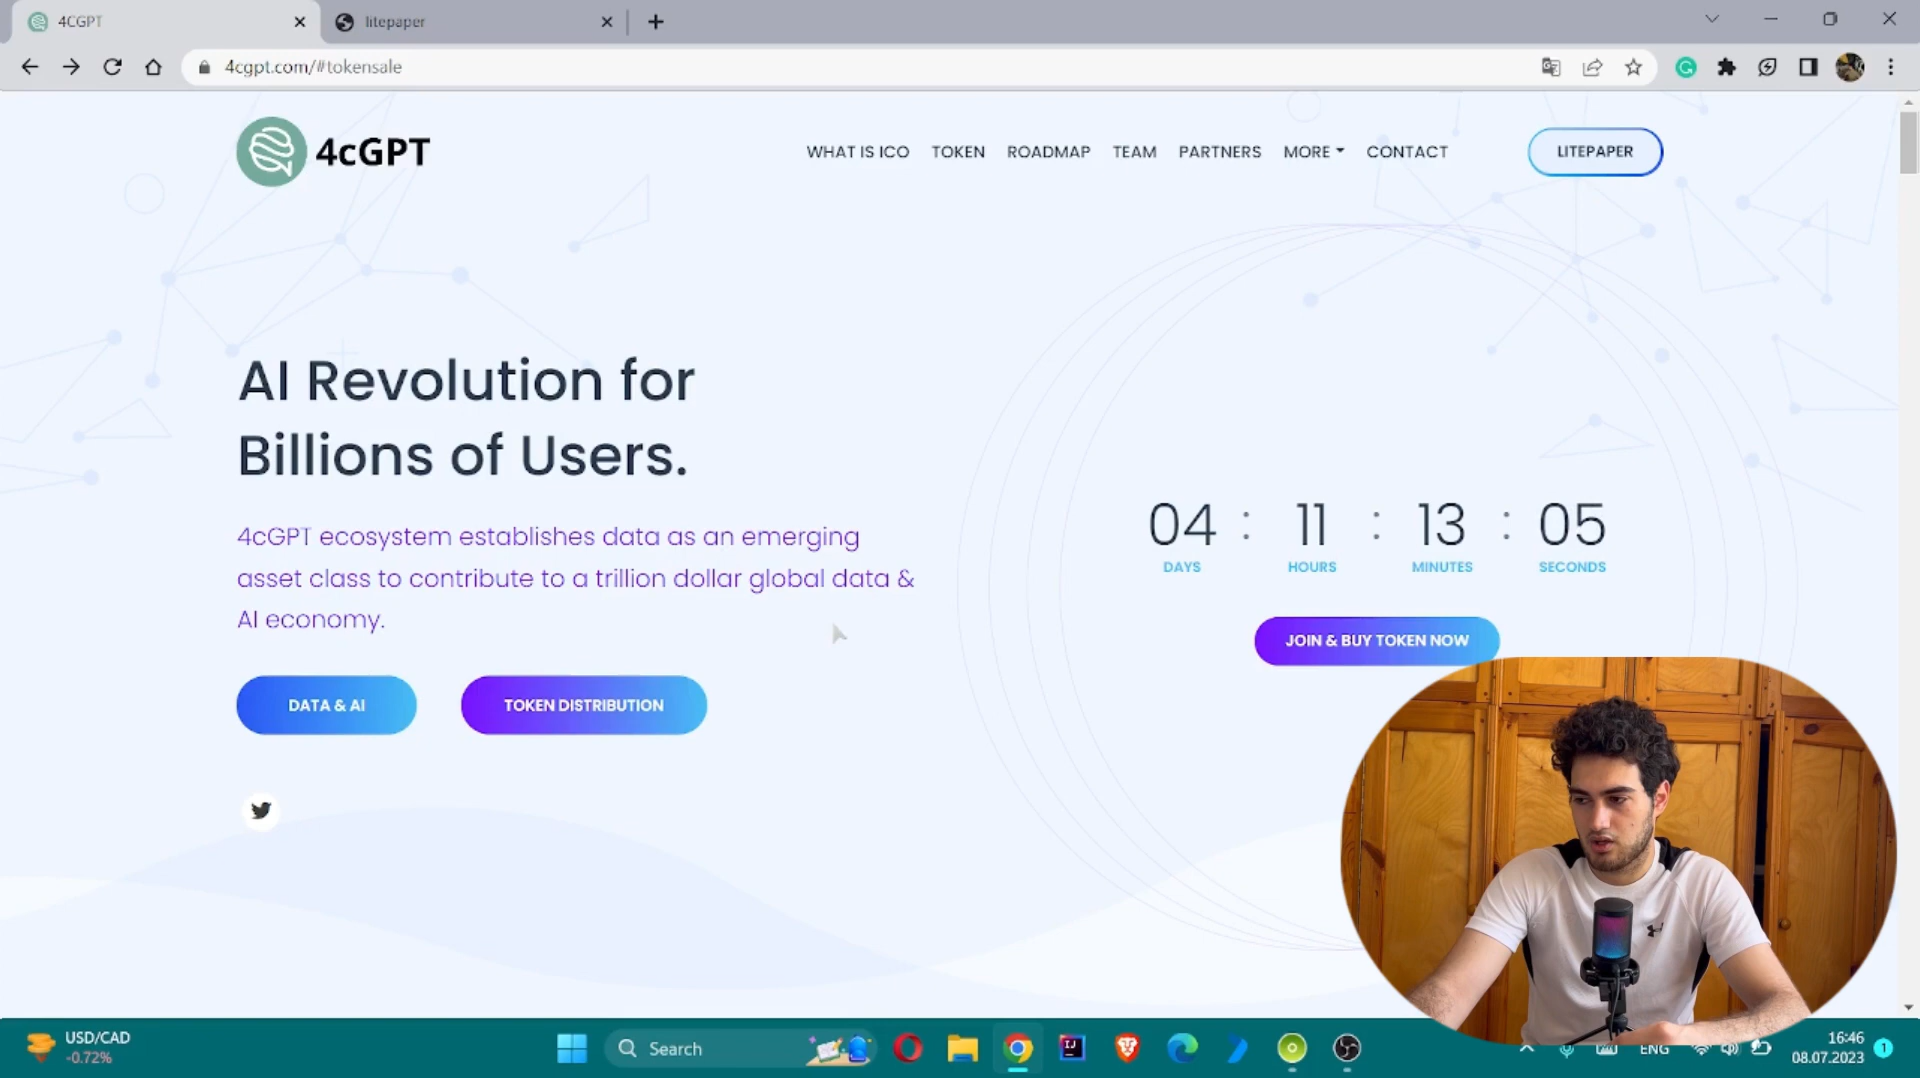 4CGPT
litepaper
4cgpt.com/#tokensale
4cGPT
WHAT IS ICO
TOKEN
ROADMAP
TEAM
PARTNERS
MORE
CONTACT
LITEPAPER
AI Revolution for
Billions of Users.
4cGPT ecosystem establishes data as an emerging
asset class to contribute to a trillion dollar global data &
AI economy.
DATA & AI
TOKEN DISTRIBUTION
04 : 11 : 13 : 05
DAYS
HOURS
MINUTES
SECONDS
JOIN & BUY TOKEN NOW
USD/CAD
-0.72%
Search
ENG
16:46
08.07.2023
1